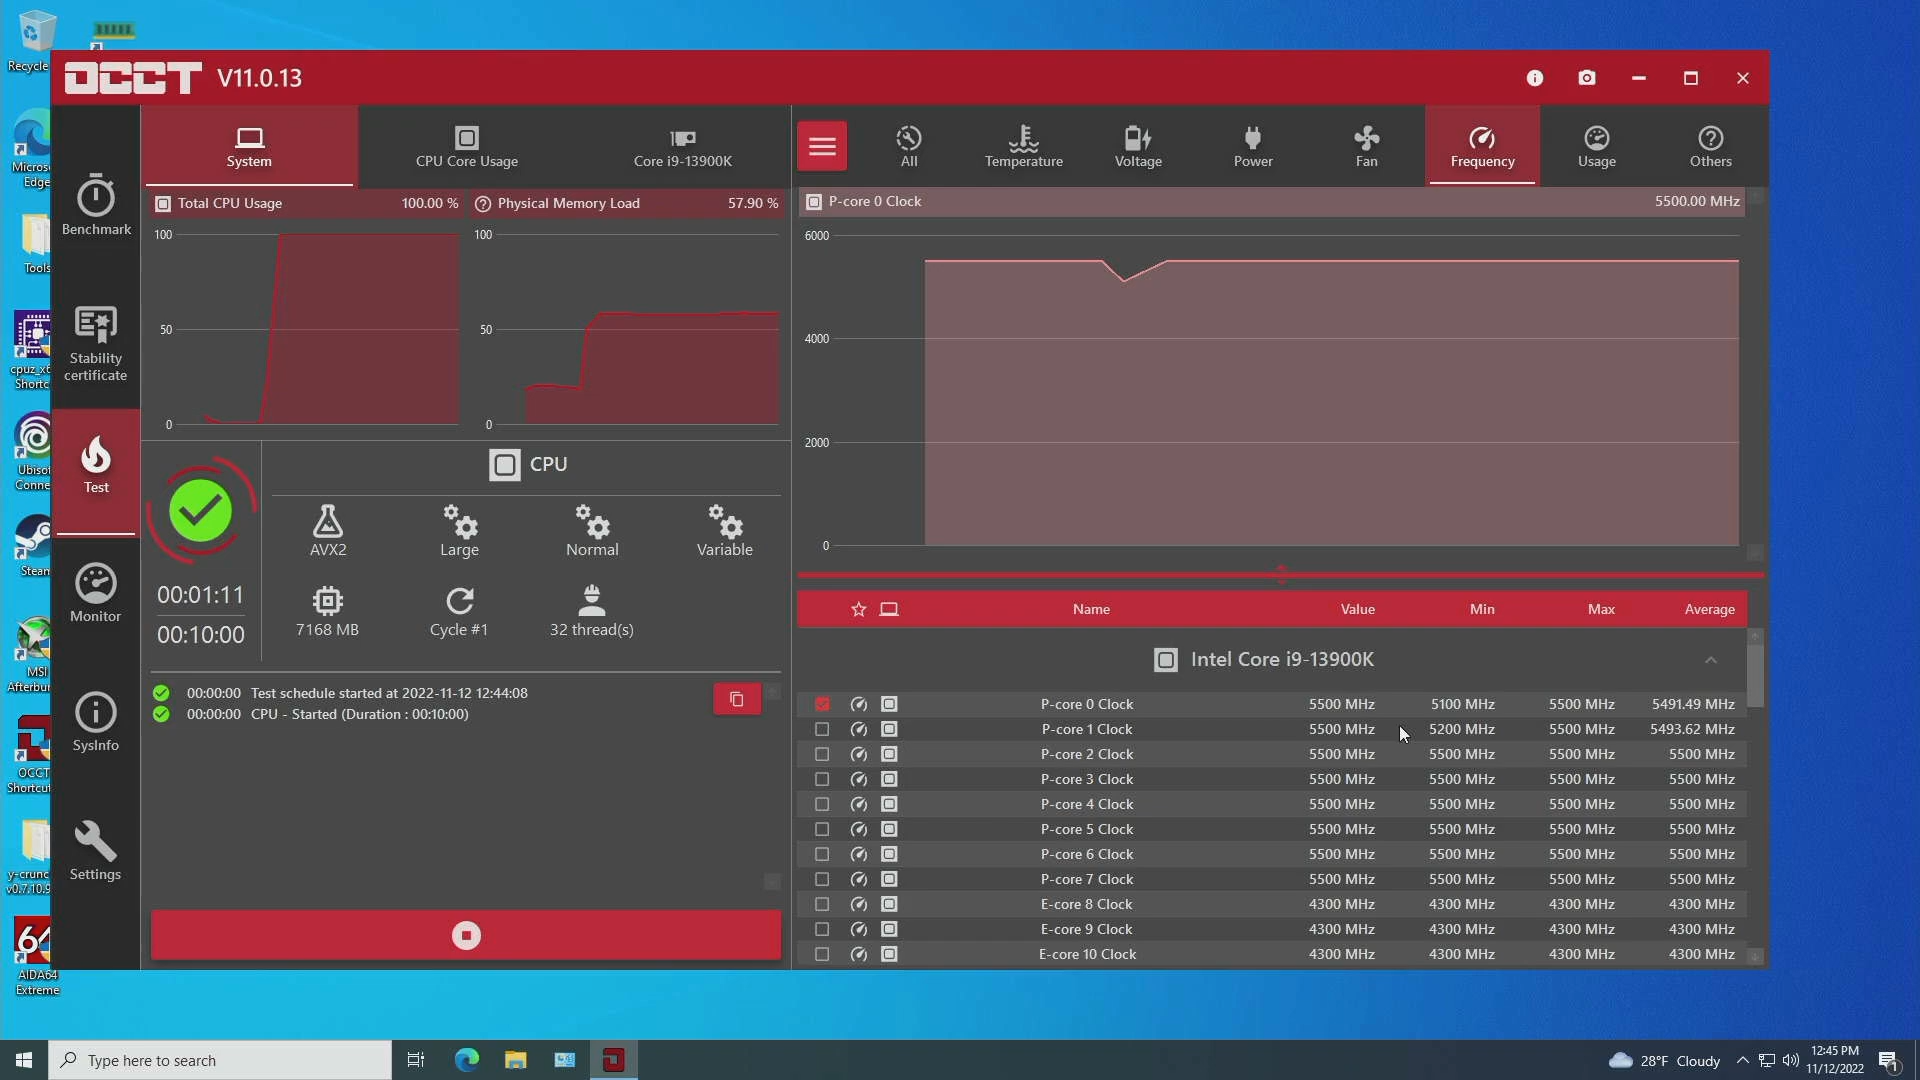 OCCT V11.0.13
Recycle
Microso
Edge
Tools
cpuz_x6
Shortc
Ubisof
Conne
Steam
MSI
Afterbur
OCCT
Shortcut
y-crunc
v0.7.10.9
64
AIDA64
Extreme
Benchmark
Stability
certificate
Test
Monitor
SysInfo
Settings
System
CPU Core Usage
Core i9-13900K
Total CPU Usage 100.00 %
100
50
0
Physical Memory Load 57.90 %
100
50
0
CPU
AVX2
Large
Normal
Variable
7168 MB
Cycle #1
32 thread(s)
00:01:11
00:10:00
00:00:00 Test schedule started at 2022-11-12 12:44:08
00:00:00 CPU - Started (Duration : 00:10:00)
All
Temperature
Voltage
Power
Fan
Frequency
Usage
Others
P-core 0 Clock 5500.00 MHz
6000
4000
2000
0
Name Value Min Max Average
Intel Core i9-13900K
P-core 0 Clock 5500 MHz 5100 MHz 5500 MHz 5491.49 MHz
P-core 1 Clock 5500 MHz 5200 MHz 5500 MHz 5493.62 MHz
P-core 2 Clock 5500 MHz 5500 MHz 5500 MHz 5500 MHz
P-core 3 Clock 5500 MHz 5500 MHz 5500 MHz 5500 MHz
P-core 4 Clock 5500 MHz 5500 MHz 5500 MHz 5500 MHz
P-core 5 Clock 5500 MHz 5500 MHz 5500 MHz 5500 MHz
P-core 6 Clock 5500 MHz 5500 MHz 5500 MHz 5500 MHz
P-core 7 Clock 5500 MHz 5500 MHz 5500 MHz 5500 MHz
E-core 8 Clock 4300 MHz 4300 MHz 4300 MHz 4300 MHz
E-core 9 Clock 4300 MHz 4300 MHz 4300 MHz 4300 MHz
E-core 10 Clock 4300 MHz 4300 MHz 4300 MHz 4300 MHz
Type here to search
28°F Cloudy
12:45 PM
11/12/2022
1